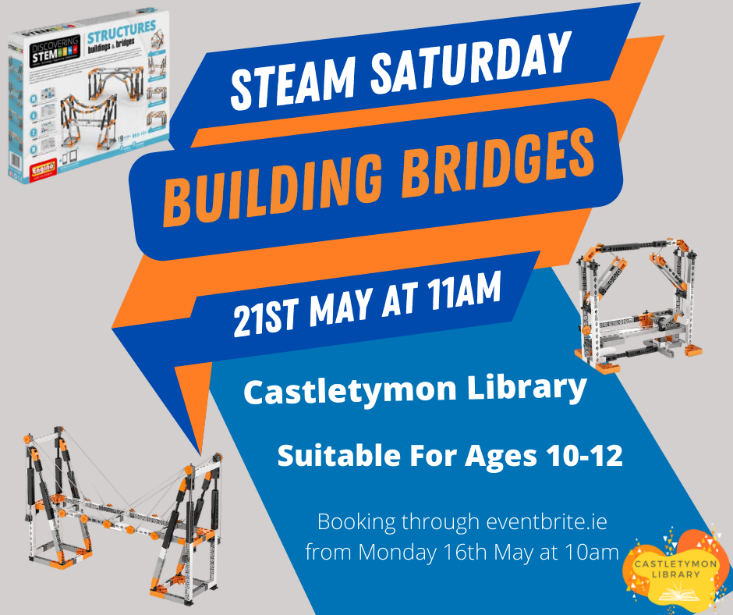 DISCOVERING
STEM
STRUCTURES
buildings & bridges
engino
STEAM SATURDAY
BUILDING BRIDGES
21ST MAY AT 11AM
Castletymon Library
Suitable For Ages 10-12
Booking through eventbrite.ie
from Monday 16th May at 10am
CASTLETYMON
LIBRARY